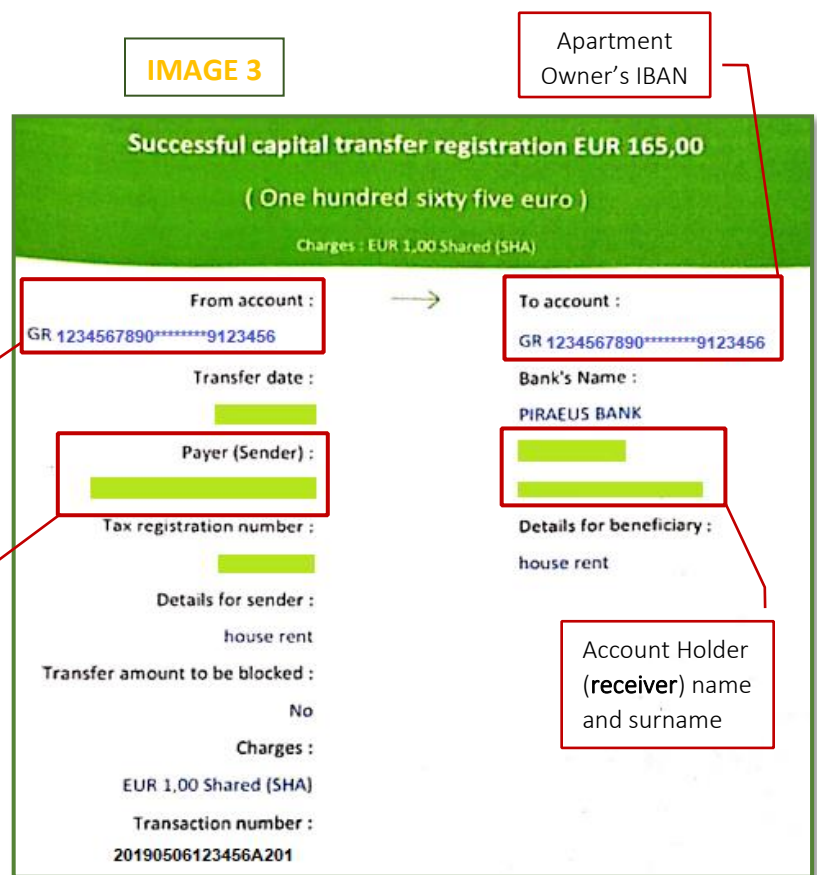 IMAGE 3
Apartment
Owner's IBAN
Successful capital transfer registration EUR 165,00
( One hundred sixty five euro )
Charges : EUR 1,00 Shared (SHA)
From account :
GR 1234567890********9123456
To account :
GR 1234567890********9123456
Transfer date :
Bank's Name :
PIRAEUS BANK
Payer (Sender) :
Tax registration number :
Details for beneficiary :
house rent
Details for sender :
house rent
Transfer amount to be blocked :
No
Charges :
EUR 1,00 Shared (SHA)
Transaction number :
20190506123456A201
Account Holder
(receiver) name
and surname